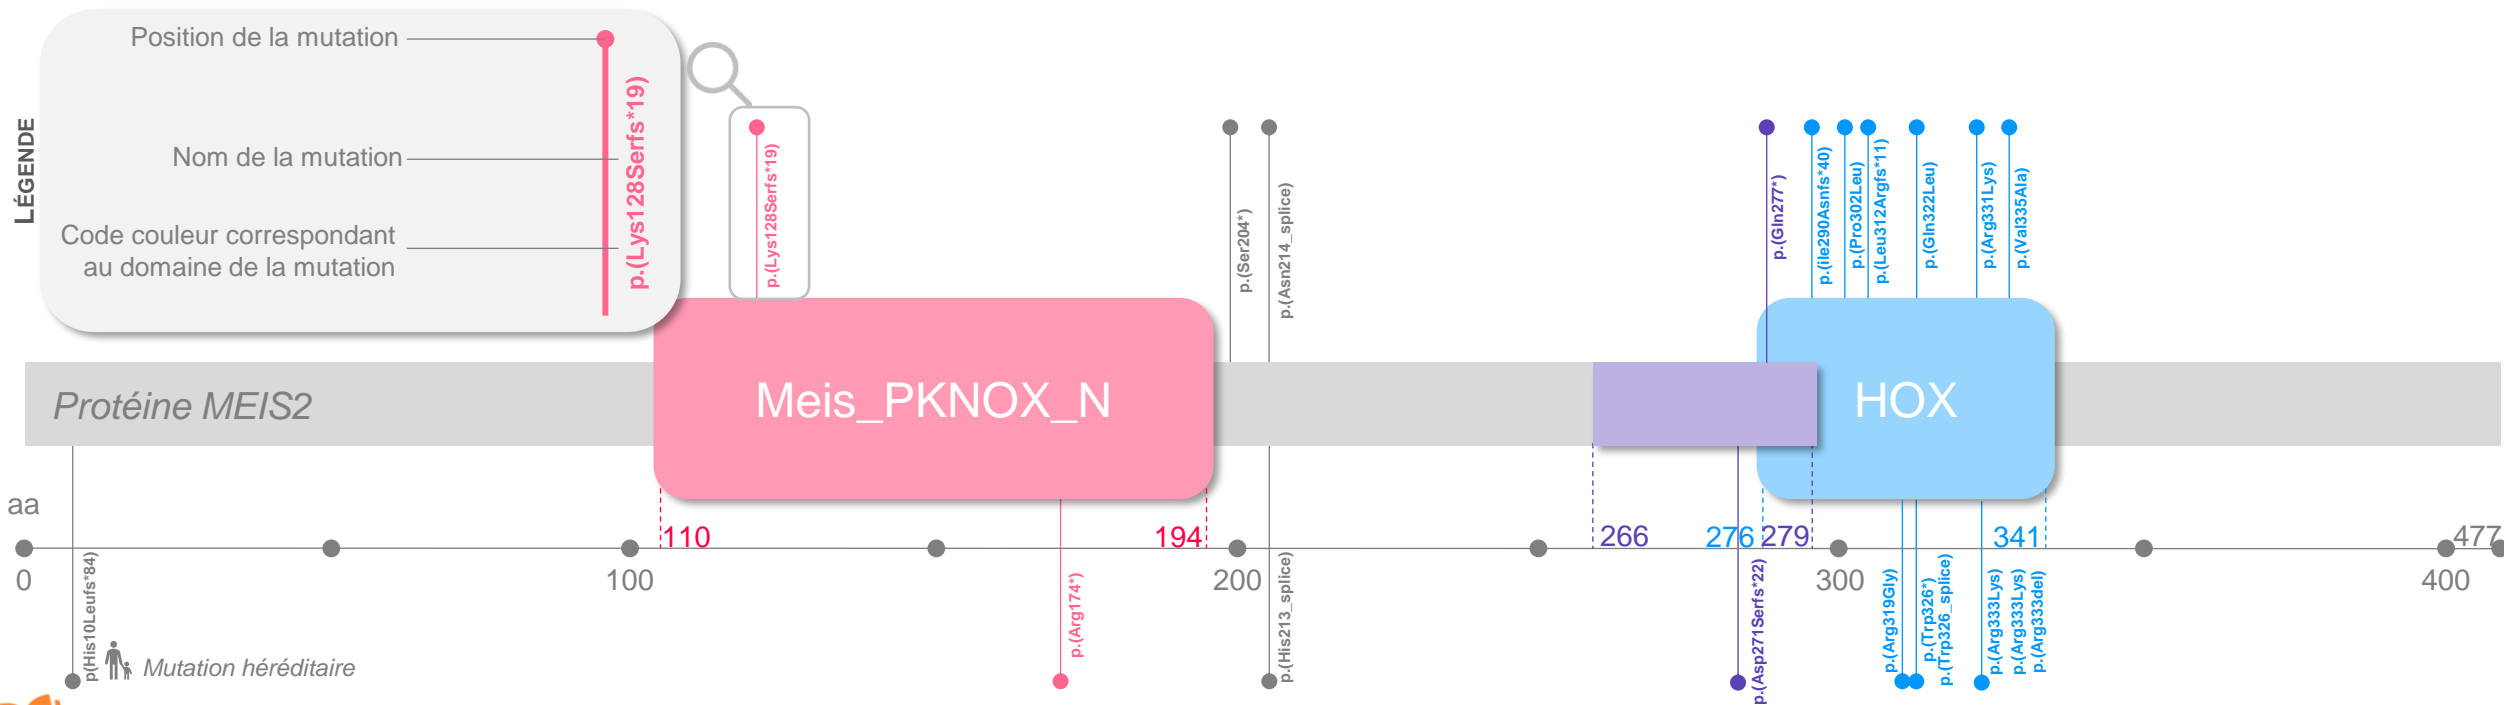 LÉGENDE
Position de la mutation
Nom de la mutation
Code couleur correspondant
au domaine de la mutation
p.(Lys128Serfs*19)
p.(Lys128Serfs*19)
p.(Ser204*)
p.(Asn214_splice)
p.(Gln277*)
p.(ile290Asnfs*40)
p.(Pro302Leu)
p.(Leu312Argfs*11)
p.(Gln322Leu)
p.(Arg331Lys)
p.(Val335Ala)
Protéine MEIS2
Meis_PKNOX_N
HOX
aa
110
194
266
276
279
341
477
0
100
200
300
400
p(His10Leufs*84)
Mutation héréditaire
p.(Arg174*)
p.(His213_splice)
p.(Asp271Serfs*22)
p.(Arg319Gly)
p.(Trp326*)
p.(Trp326_splice)
p.(Arg333Lys)
p.(Arg333Lys)
p.(Arg333del)